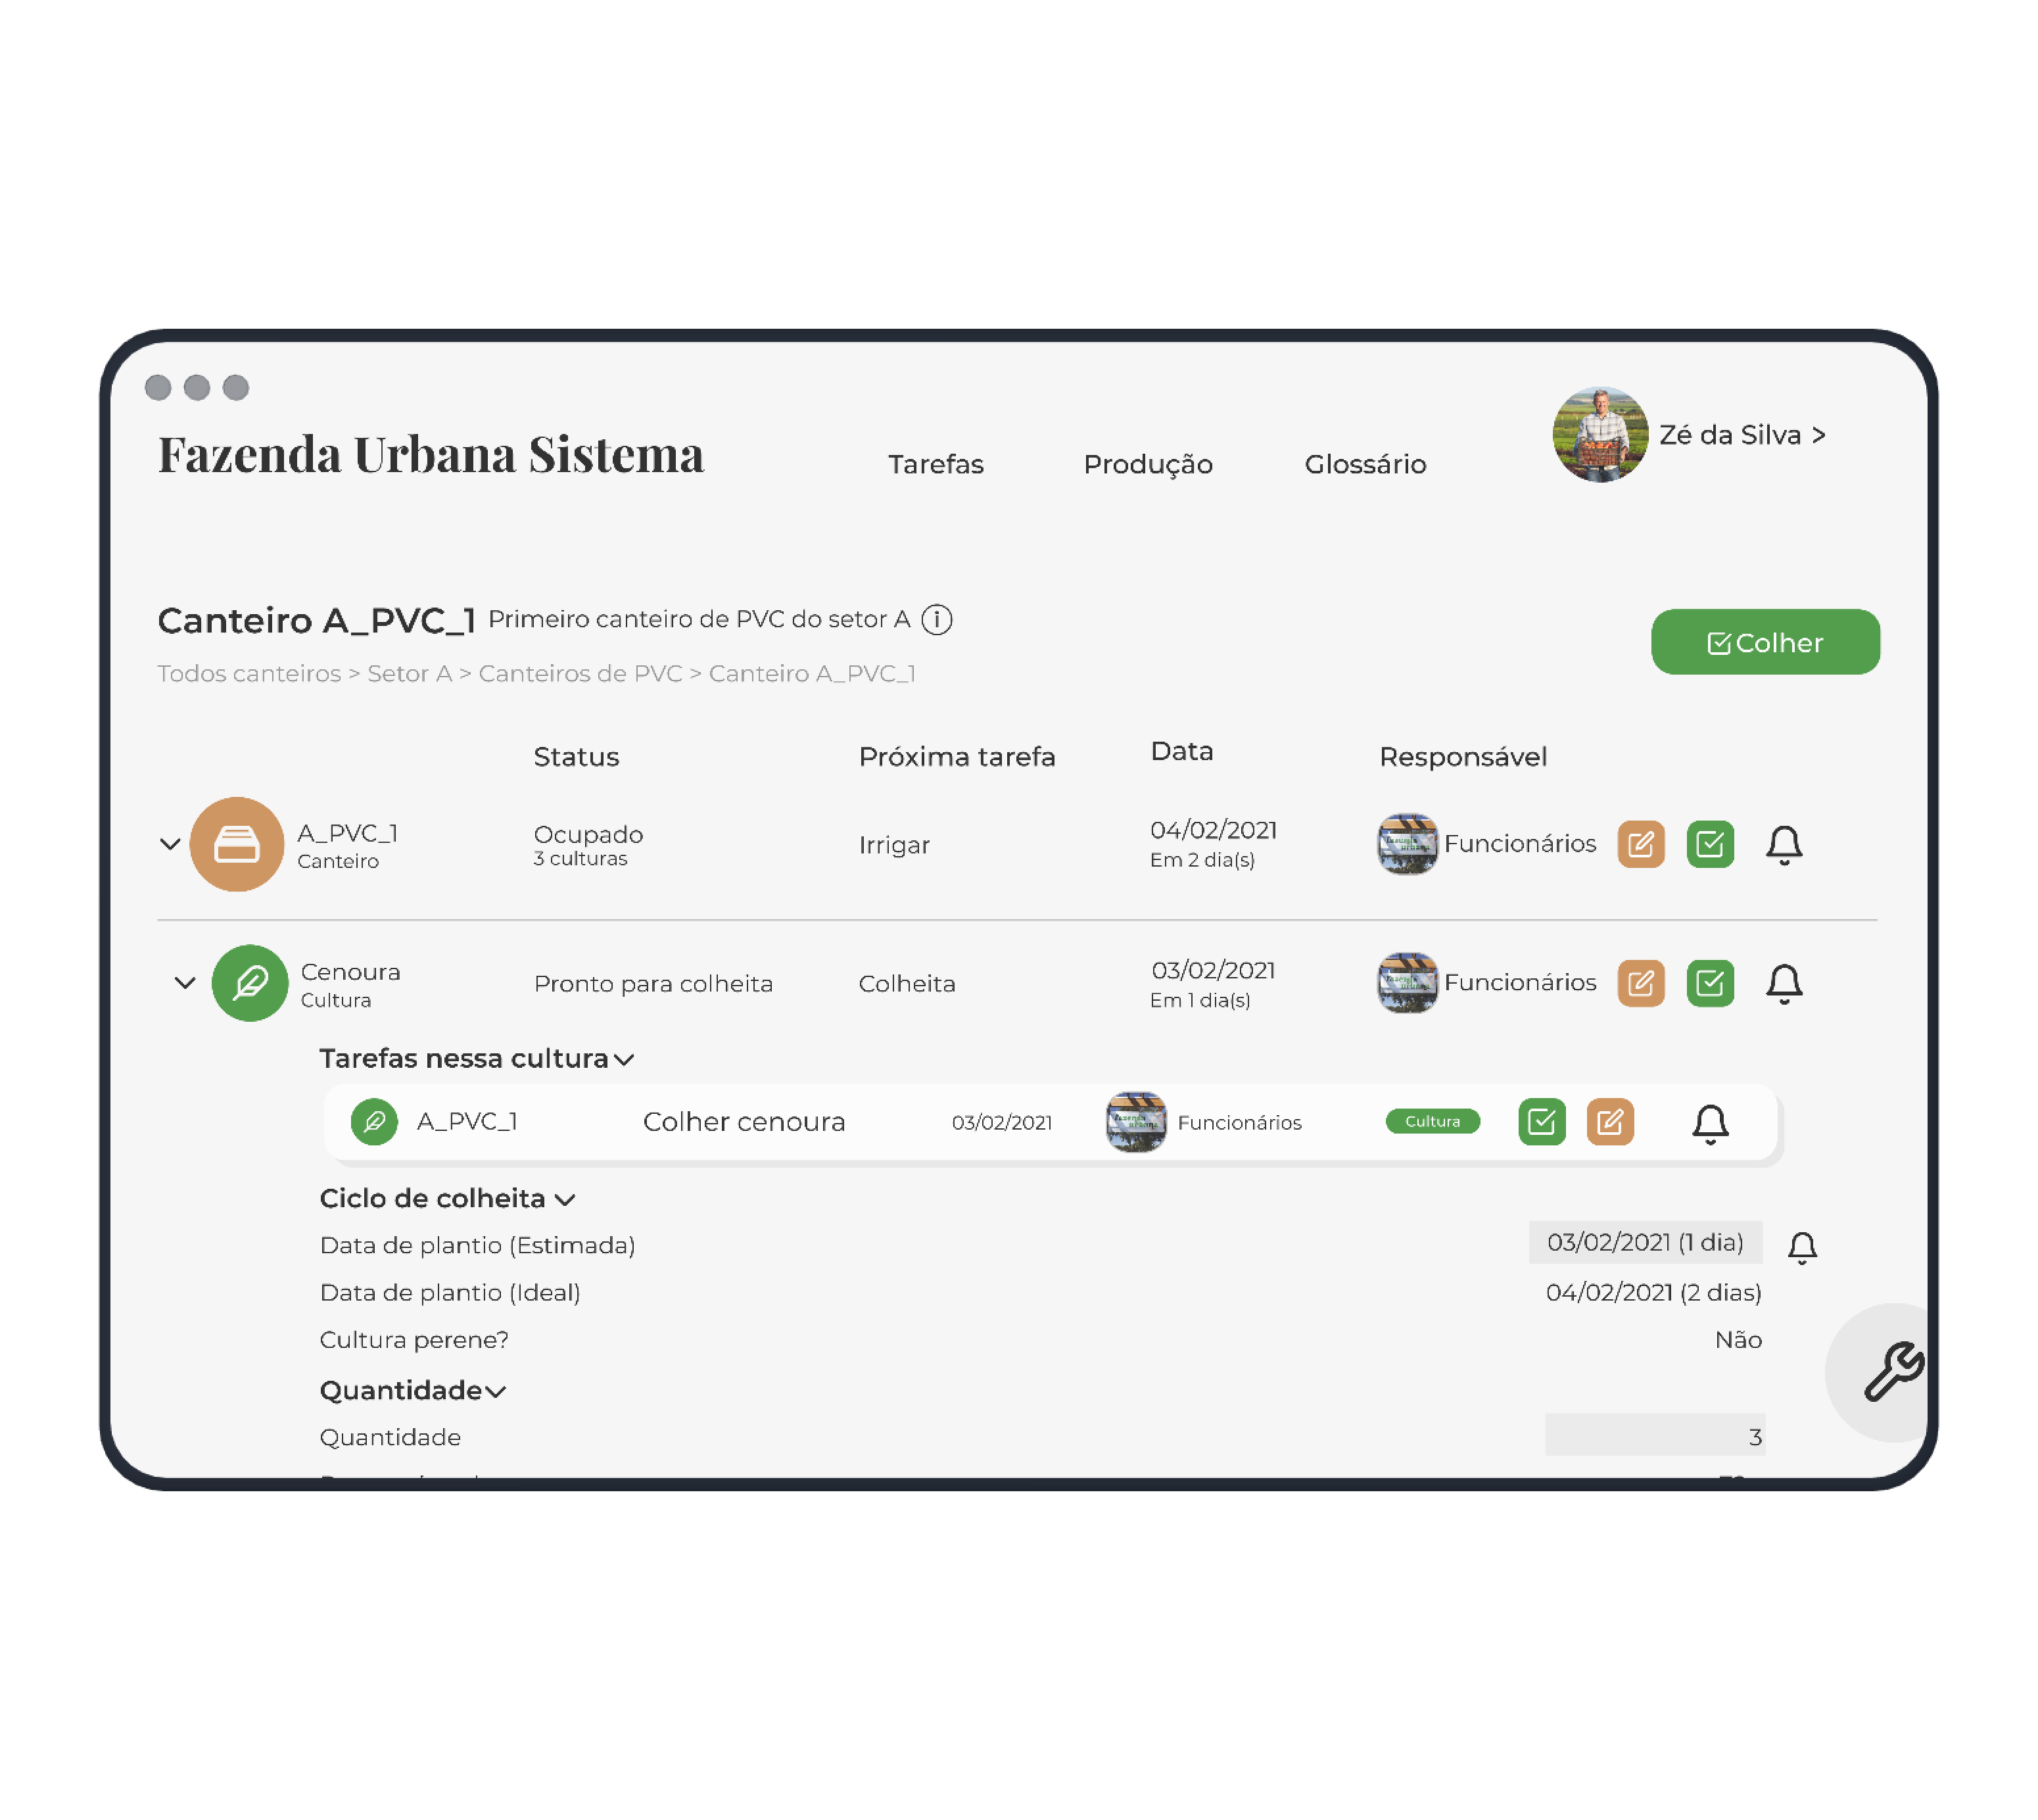 Fazenda Urbana Sistema
Tarefas
Produção
Glossário
Zé da Silva >
Canteiro A_PVC_1 Primeiro canteiro de PVC do setor A
Todos canteiros > Setor A > Canteiros de PVC > Canteiro A_PVC_1
Colher
Status
Próxima tarefa
Data
Responsável
A_PVC_1
Canteiro
Ocupado
3 culturas
Irrigar
04/02/2021
Em 2 dia(s)
Funcionários
Cenoura
Cultura
Pronto para colheita
Colheita
03/02/2021
Em 1 dia(s)
Funcionários
Tarefas nessa cultura
A_PVC_1
Colher cenoura
03/02/2021
Funcionários
Cultura
Ciclo de colheita
Data de plantio (Estimada)
03/02/2021 (1 dia)
Data de plantio (Ideal)
04/02/2021 (2 dias)
Cultura perene?
Não
Quantidade
Quantidade
3